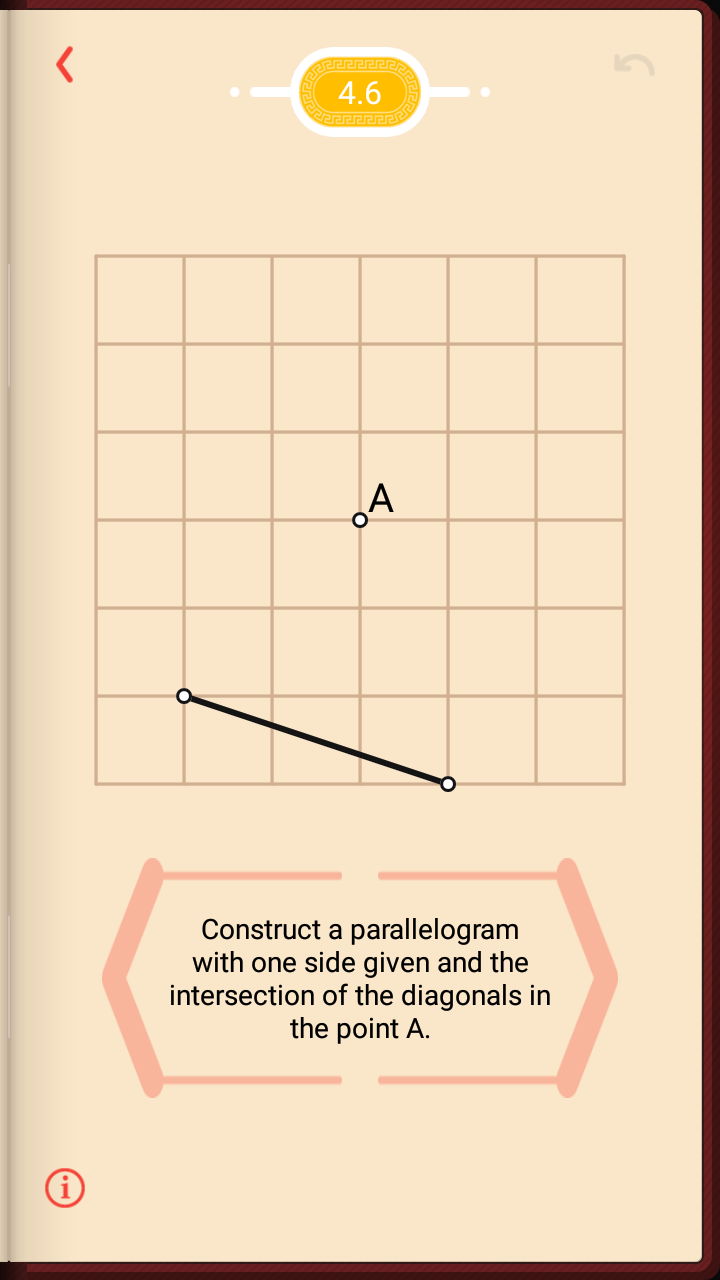 4.6
A
Construct a parallelogram
with one side given and the
intersection of the diagonals in
the point A.
i